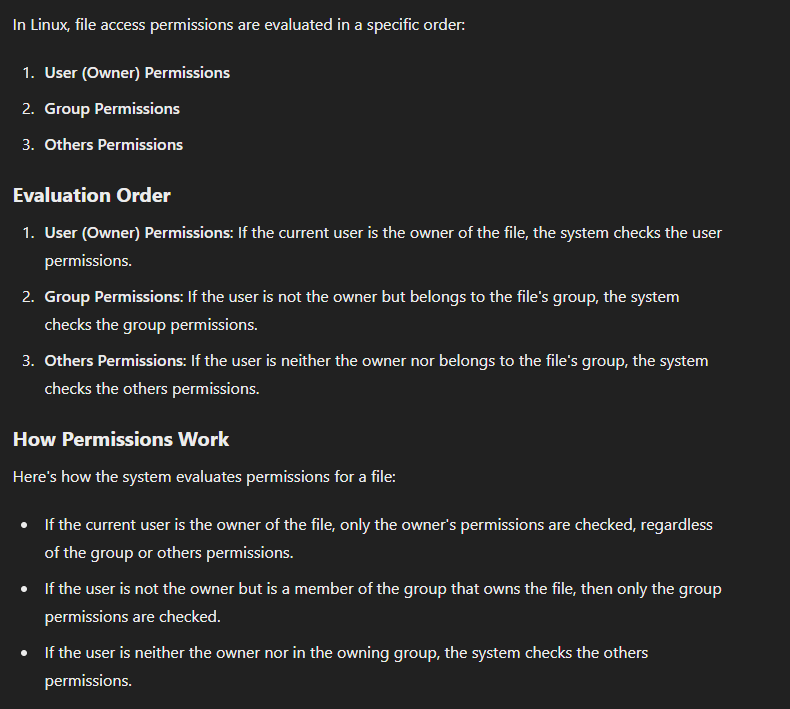 In Linux, file access permissions are evaluated in a specific order:
1. User (Owner) Permissions
2. Group Permissions
3. Others Permissions
Evaluation Order
1. User (Owner) Permissions: If the current user is the owner of the file, the system checks the user
permissions.
2. Group Permissions: If the user is not the owner but belongs to the file's group, the system
checks the group permissions.
3. Others Permissions: If the user is neither the owner nor belongs to the file's group, the system
checks the others permissions.
How Permissions Work
Here's how the system evaluates permissions for a file:
• If the current user is the owner of the file, only the owner's permissions are checked, regardless
of the group or others permissions.
• If the user is not the owner but is a member of the group that owns the file, then only the group
permissions are checked.
• If the user is neither the owner nor in the owning group, the system checks the others
permissions.